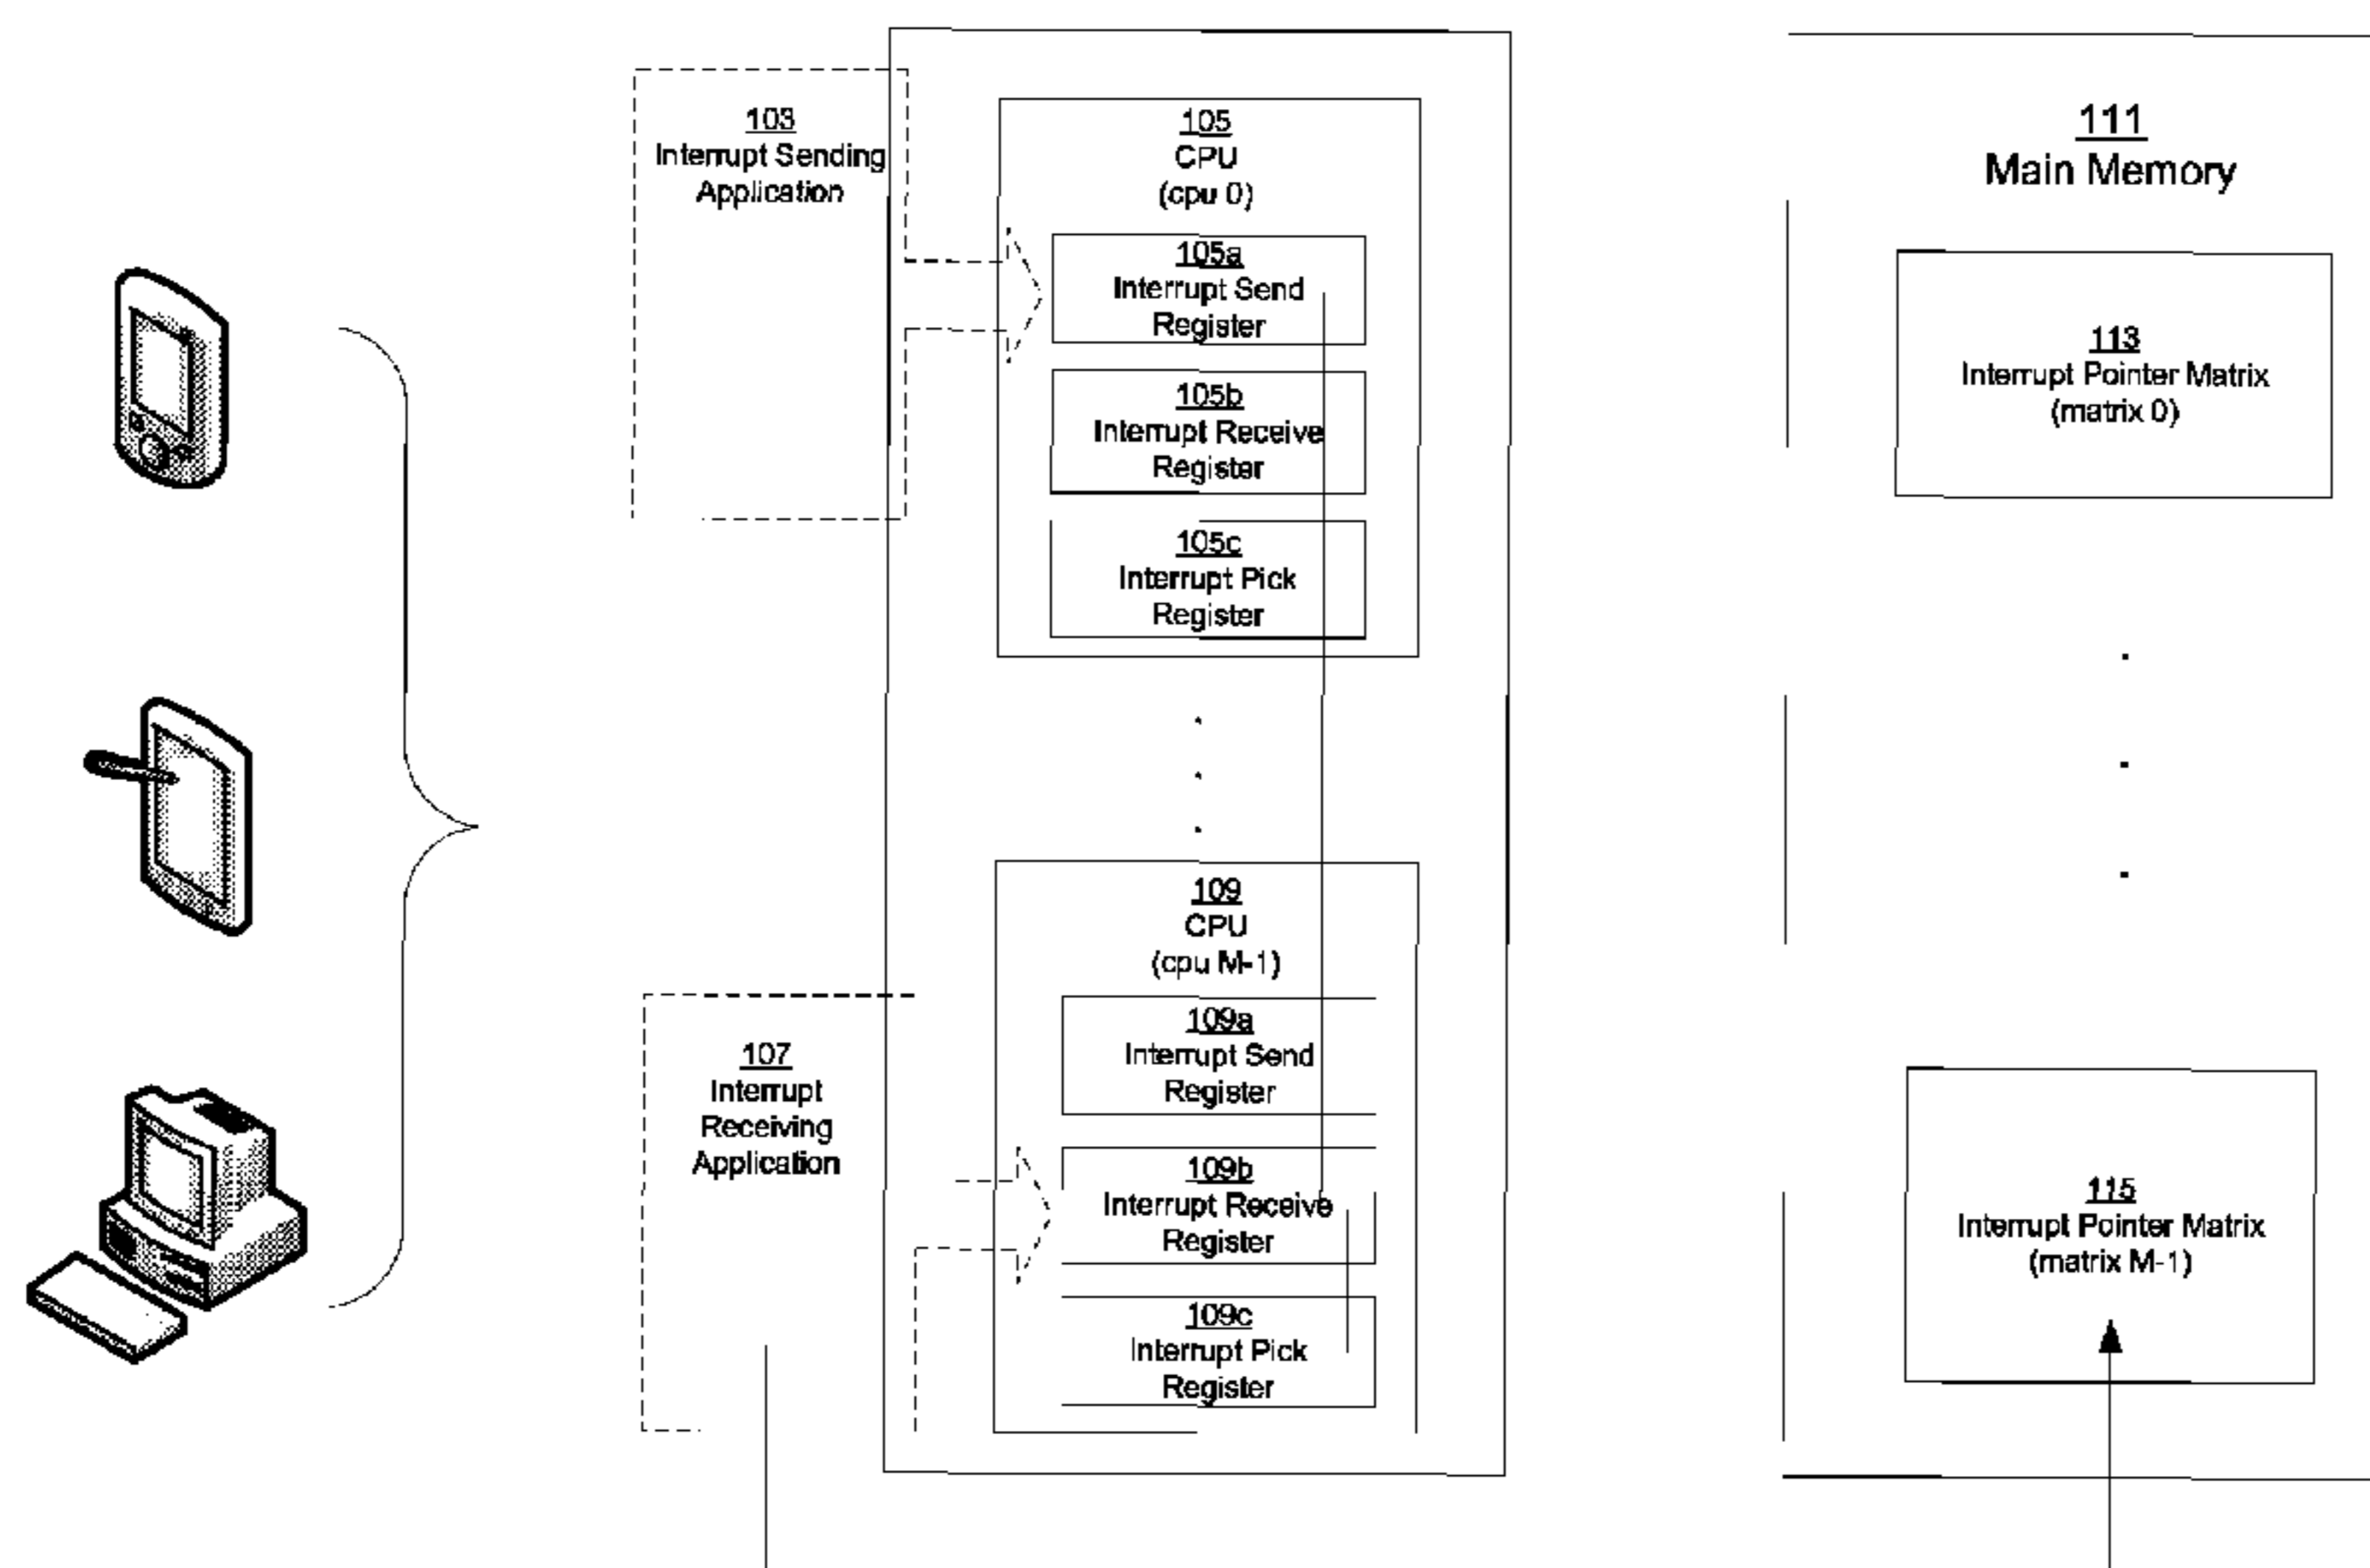 103
Interrupt Sending
Application
105
CPU
(cpu 0)
105a
Interrupt Send
Register
105b
Interrupt Receive
Register
105c
Interrupt Pick
Register
109
CPU
(cpu M-1)
109a
Interrupt Send
Register
109b
Interrupt Receive
Register
109c
Interrupt Pick
Register
107
Interrupt
Receiving
Application
111
Main Memory
113
Interrupt Pointer Matrix
(matrix 0)
115
Interrupt Pointer Matrix
(matrix M-1)